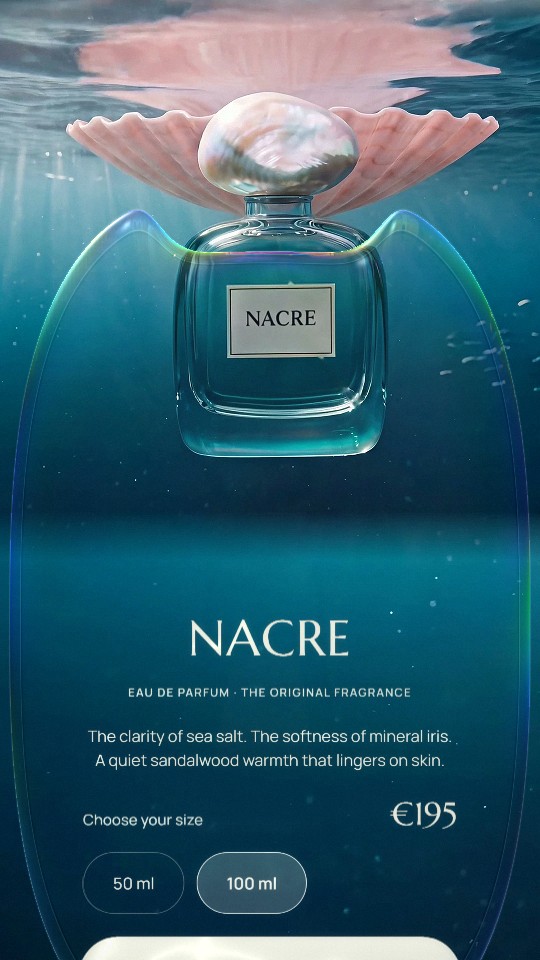 NACRE
NACRE
EAU DE PARFUM · THE ORIGINAL FRAGRANCE
The clarity of sea salt. The softness of mineral iris.
A quiet sandalwood warmth that lingers on skin.
Choose your size
€195
50 ml
100 ml